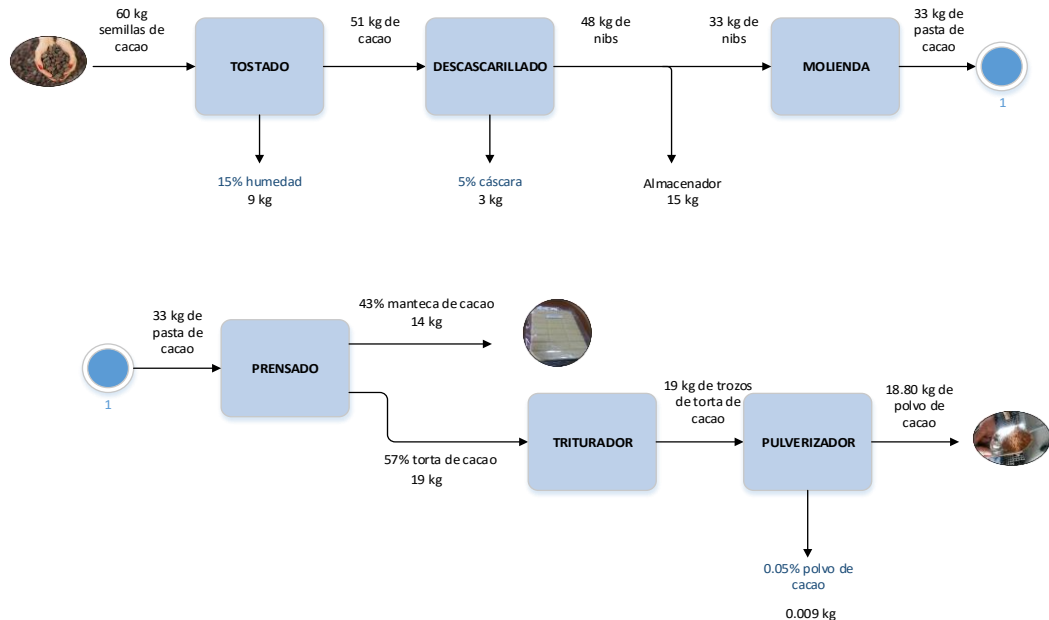 60 kg
semillas de
cacao
TOSTADO
51 kg de
cacao
DESCASCARILLADO
48 kg de
nibs
33 kg de
nibs
MOLIENDA
33 kg de
pasta de
cacao
1
15% humedad
9 kg
5% cáscara
3 kg
Almacenador
15 kg
33 kg de
pasta de
cacao
1
PRENSADO
43% manteca de cacao
14 kg
57% torta de cacao
19 kg
TRITURADOR
19 kg de trozos
de torta de
cacao
PULVERIZADOR
18.80 kg de
polvo de
cacao
0.05% polvo de
cacao
0.009 kg